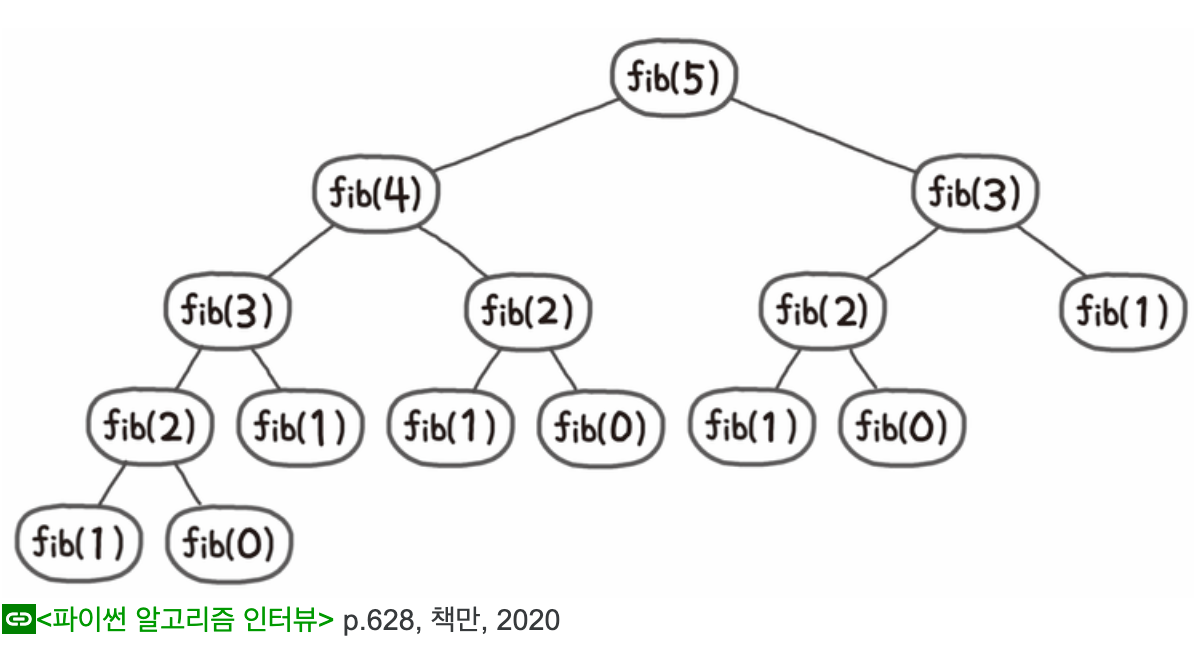 fib(5)
fib(4) fib(3)
fib(3) fib(2) fib(2) fib(1)
fib(2) fib(1) fib(1) fib(0) fib(1) fib(0)
fib(1) fib(0)
<파이썬 알고리즘 인터뷰> p.628, 책만, 2020